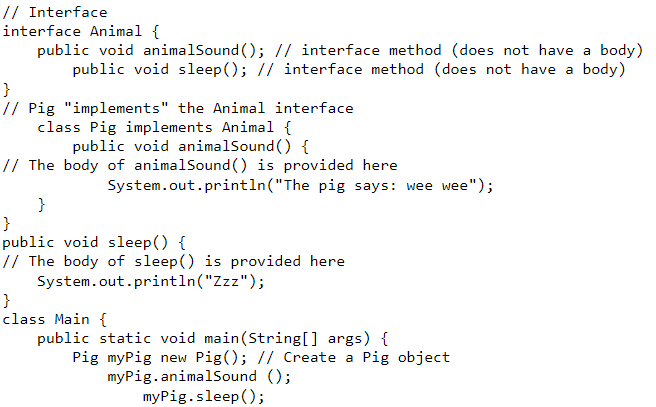 // Interface
interface Animal {
public void animalSound(); // interface method (does not have a body)
public void sleep(); // interface method (does not have a body)
}
// Pig "implements" the Animal interface
class Pig implements Animal {
public void animalSound() {
// The body of animalSound() is provided here
System.out.println("The pig says: wee wee");
}
}
public void sleep() {
// The body of sleep() is provided here
System.out.println("Zzz");
}
class Main {
public static void main(String[] args) {
Pig myPig new Pig(); // Create a Pig object
myPig.animalSound ();
myPig.sleep();